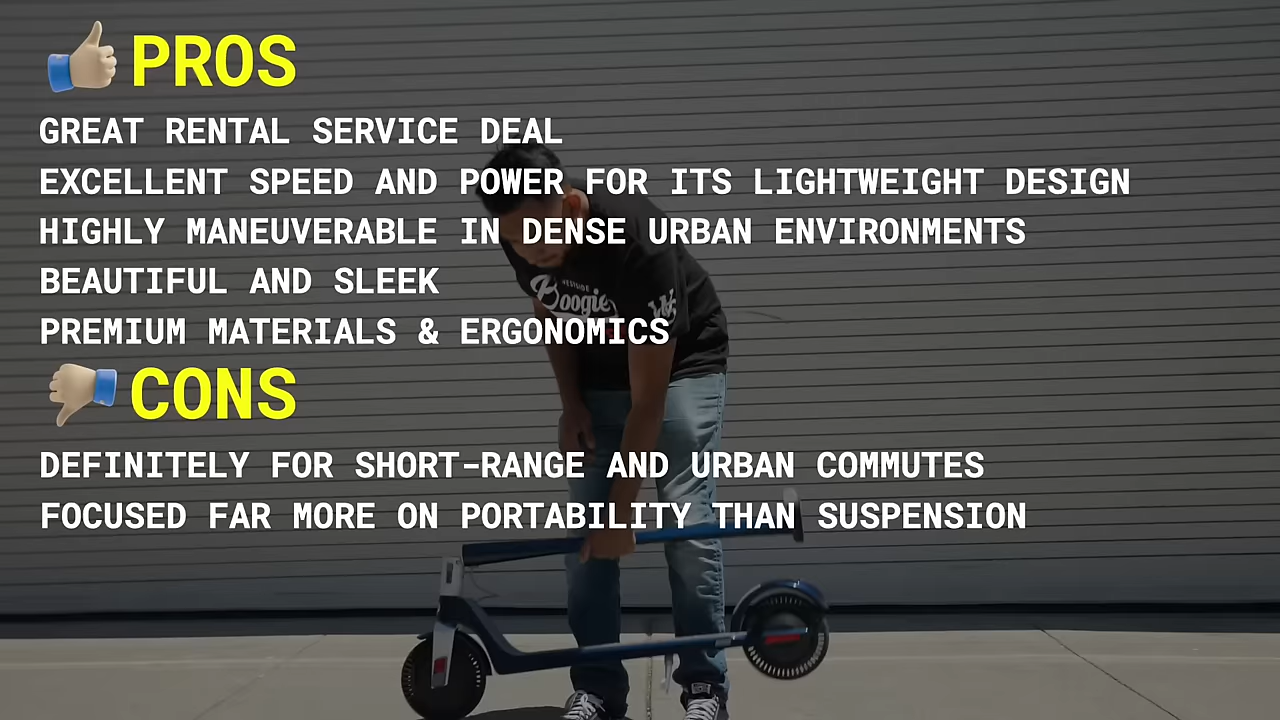 PROS
GREAT RENTAL SERVICE DEAL
EXCELLENT SPEED AND POWER FOR ITS LIGHTWEIGHT DESIGN
HIGHLY MANEUVERABLE IN DENSE URBAN ENVIRONMENTS
BEAUTIFUL AND SLEEK
WESTSIDE
Boogie
PREMIUM MATERIALS & ERGONOMICS
CONS
DEFINITELY FOR SHORT-RANGE AND URBAN COMMUTES
FOCUSED FAR MORE ON PORTABILITY THAN SUSPENSION